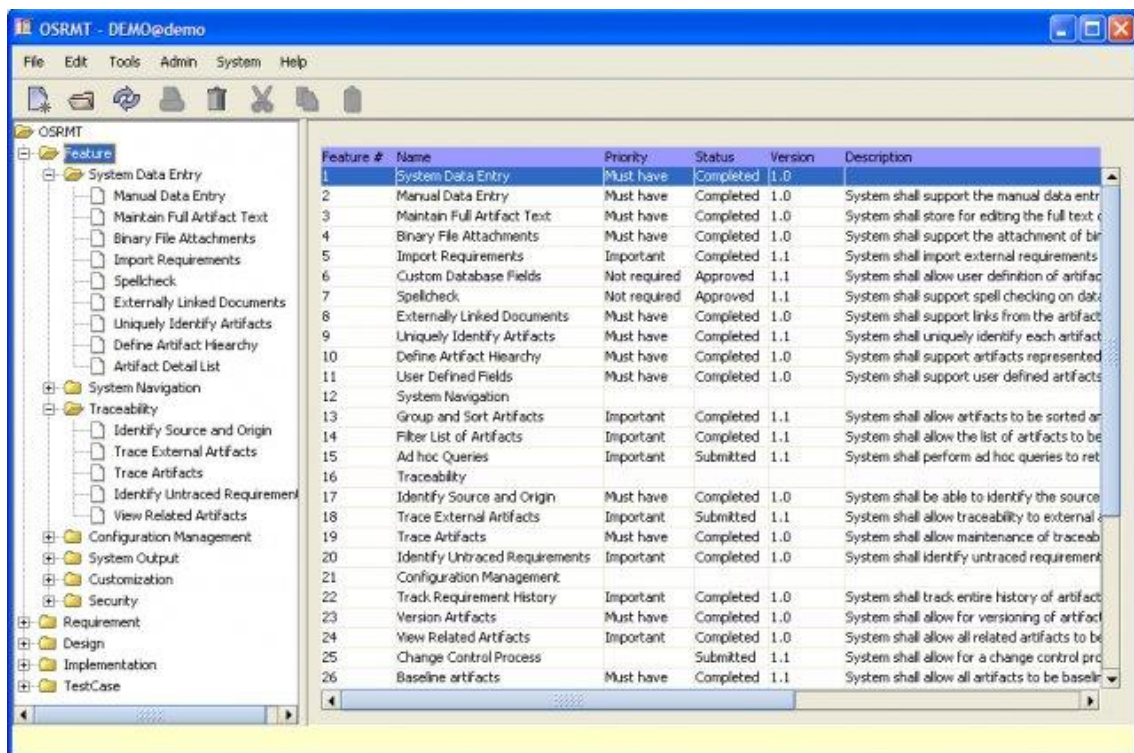 OSRMT - DEMO@demo
File Edit Tools Admin System Help
OSRMT
Feature
System Data Entry
Manual Data Entry
Maintain Full Artifact Text
Binary File Attachments
Import Requirements
Spellcheck
Externally Linked Documents
Uniquely Identify Artifacts
Define Artifact Hiearchy
Artifact Detail List
System Navigation
Traceability
Identify Source and Origin
Trace External Artifacts
Trace Artifacts
Identify Untraced Requirement
View Related Artifacts
Configuration Management
System Output
Customization
Security
Requirement
Design
Implementation
TestCase
Feature # Name Priority Status Version Description
1 System Data Entry Must have Completed 1.0
2 Manual Data Entry Must have Completed 1.0 System shall support the manual data entr
3 Maintain Full Artifact Text Must have Completed 1.0 System shall store for editing the full text
4 Binary File Attachments Must have Completed 1.0 System shall support the attachment of bin
5 Import Requirements Important Completed 1.1 System shall import external requirements
6 Custom Database Fields Not required Approved 1.1 System shall allow user definition of artifac
7 Spellcheck Not required Approved 1.1 System shall support spell checking on data
8 Externally Linked Documents Must have Completed 1.0 System shall support links from the artifact
9 Uniquely Identify Artifacts Must have Completed 1.1 System shall uniquely identify each artifact
10 Define Artifact Hiearchy Must have Completed 1.0 System shall support artifacts represented
11 User Defined Fields Must have Completed 1.0 System shall support user defined artifacts
12 System Navigation
13 Group and Sort Artifacts Important Completed 1.1 System shall allow artifacts to be sorted an
14 Filter List of Artifacts Important Completed 1.1 System shall allow the list of artifacts to be
15 Ad hoc Queries Important Submitted 1.1 System shall perform ad hoc queries to ret
16 Traceability
17 Identify Source and Origin Must have Completed 1.0 System shall be able to identify the source
18 Trace External Artifacts Important Submitted 1.1 System shall allow traceability to external
19 Trace Artifacts Must have Completed 1.0 System shall allow maintenance of traceab
20 Identify Untraced Requirements Important Completed 1.0 System shall identify untraced requirement
21 Configuration Management
22 Track Requirement History Important Completed 1.0 System shall track entire history of artifact
23 Version Artifacts Must have Completed 1.0 System shall allow for versioning of artifact
24 View Related Artifacts Important Completed 1.0 System shall allow all related artifacts to be
25 Change Control Process Submitted 1.1 System shall allow for a change control pro
26 Baseline artifacts Must have Completed 1.1 System shall allow all artifacts to be baselin